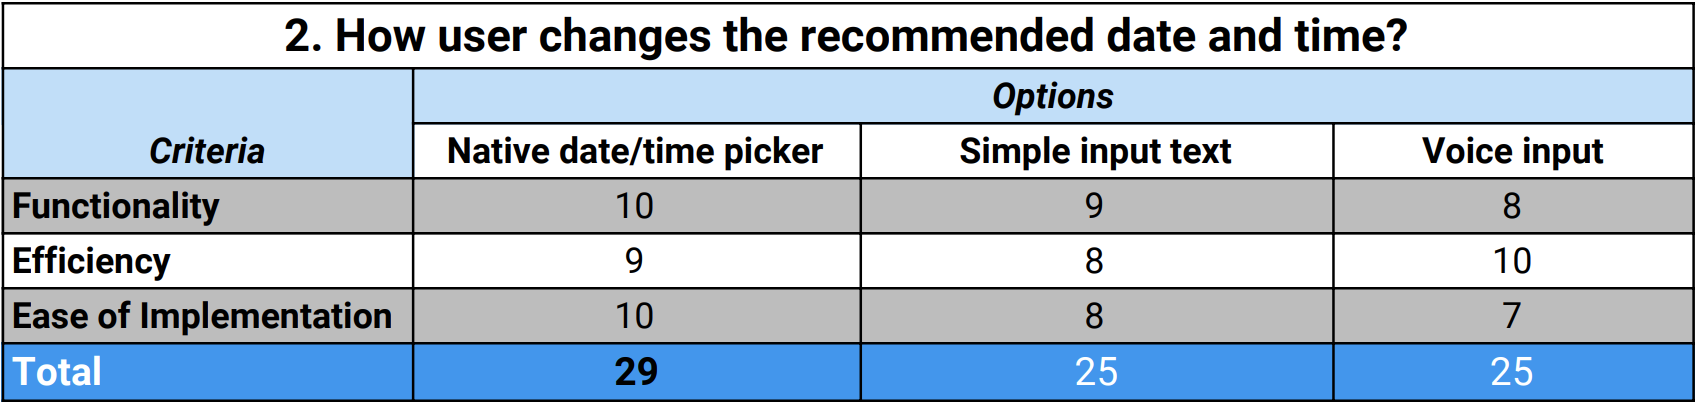 2. How user changes the recommended date and time?
Options
Criteria Native date/time picker Simple input text Voice input
Functionality 10 9 8
Efficiency 9 8 10
Ease of Implementation 10 8 7
Total 29 25 25